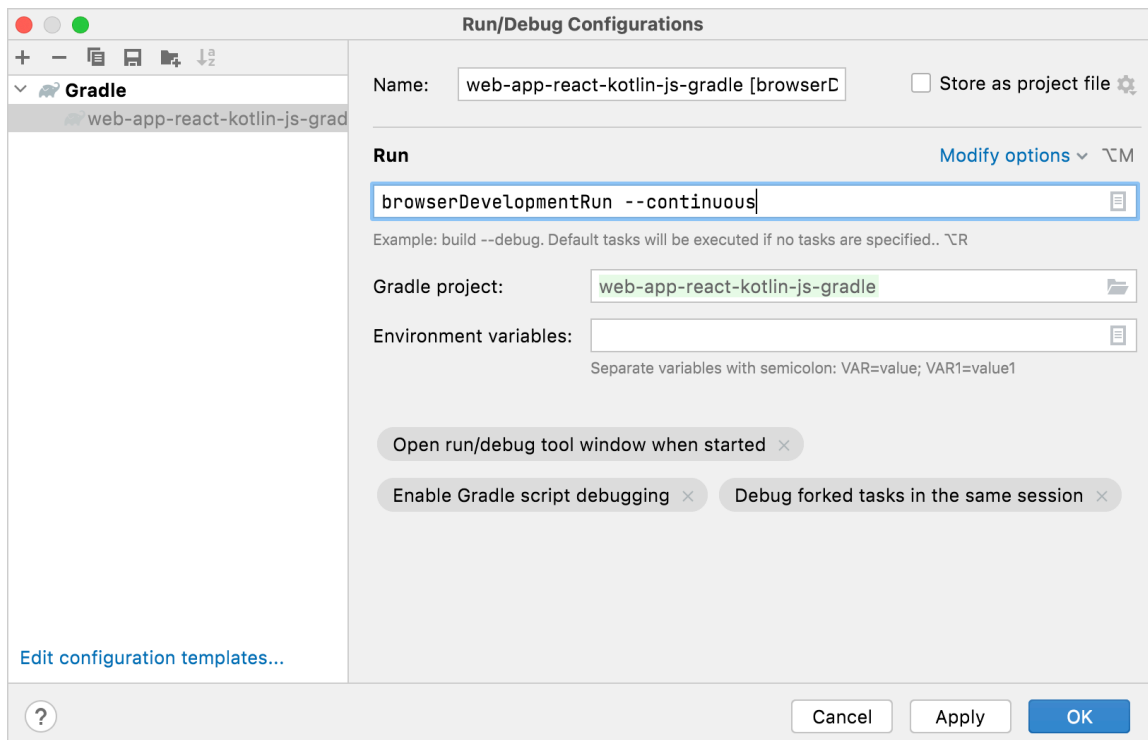 Run/Debug Configurations
Gradle
web-app-react-kotlin-js-grad
Name:
web-app-react-kotlin-js-gradle [browserD
Store as project file
Run
Modify options
⌥M
browserDevelopmentRun --continuous
Example: build --debug. Default tasks will be executed if no tasks are specified.. ⌥R
Gradle project:
web-app-react-kotlin-js-gradle
Environment variables:
Separate variables with semicolon: VAR=value; VAR1=value1
Open run/debug tool window when started ×
Enable Gradle script debugging ×
Debug forked tasks in the same session ×
Edit configuration templates...
?
Cancel
Apply
OK